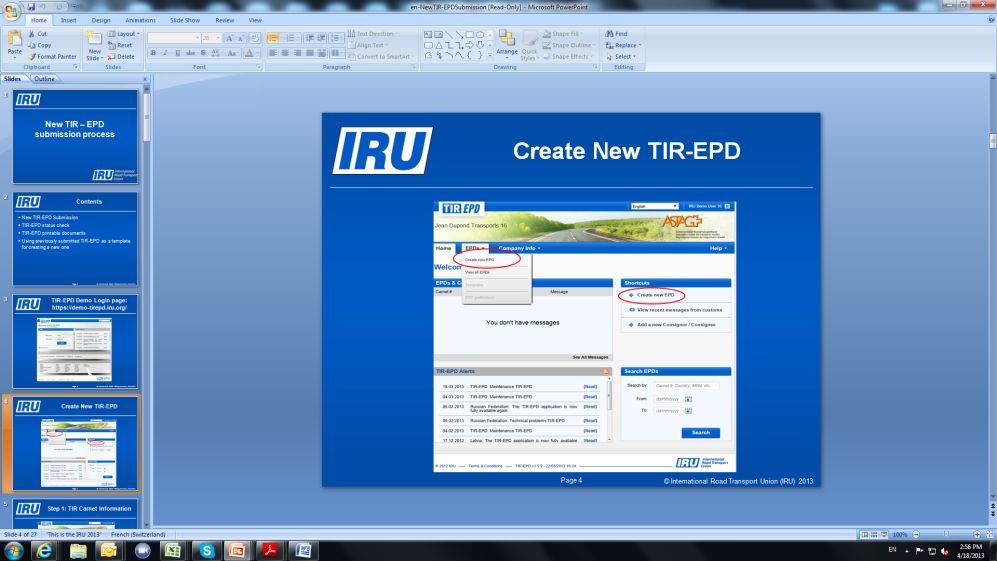 en-NewTIR-EPDSubmission [Read-Only] - Microsoft PowerPoint
Home Insert Design Animations Slide Show Review View
Paste
Cut
Copy
Format Painter
Clipboard
New Slide
Layout
Reset
Delete
Slides
Font
Text Direction
Align Text
Convert to SmartArt
Paragraph
Arrange
Quick Styles
Shape Fill
Shape Outline
Shape Effects
Drawing
Find
Replace
Select
Editing
Slides Outline
1
IRU
New TIR – EPD
submission process
IRU International Road Transport Union
2
IRU
Contents
• New TIR-EPD Submission
• TIR-EPD status check
• TIR-EPD printable documents
• Using previously submitted TIR-EPD as a template
for creating a new one
3
IRU
TIR-EPD Demo Login page:
https://demo-tirepd.iru.org/
4
IRU
Create New TIR-EPD
5
IRU
Step 1: TIR Carnet Information
IRU
Create New TIR-EPD
TIR EPD
English
IRU Demo User 16
Jean Dupond Transports 16
ASTAG
Home EPDs Company info Help
Welcom
Create new EPD
View all EPDs
Templates
EPD preferences
EPDs & C
Carnet # Message
You don't have messages
See All Messages
Shortcuts
Create new EPD
View recent messages from customs
Add a new Consignor / Consignee
TIR-EPD Alerts
18.03.2013 TIR-EPD: Maintenance TIR-EPD [Read]
04.03.2013 TIR-EPD: Maintenance TIR-EPD [Read]
05.02.2013 Russian Federation: The TIR-EPD application is now fully available again. [Read]
05.02.2013 Russian Federation: Technical problems TIR-EPD [Read]
04.02.2013 TIR-EPD: Maintenance TIR-EPD [Read]
17.12.2012 Latvia: The TIR-EPD application is now fully available [Read]
Search EPDs
Search by: Carnet #, Country, MRN, etc.
From: dd/mm/yyyy
To: dd/mm/yyyy
Search
© 2012 IRU — Terms & Conditions — TIR-EPD
IRU International Road Transport Union
Page 4
© International Road Transport Union (IRU) 2013
Slide 4 of 27 "This is the IRU 2013" French (Switzerland)
100%
EN
2:56 PM
4/18/2013